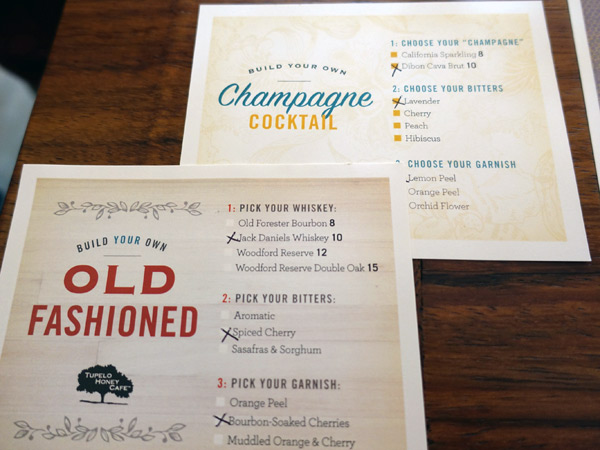 BUILD YOUR OWN
Champagne
COCKTAIL
1: CHOOSE YOUR "CHAMPAGNE"
California Sparkling 8
Dibon Cava Brut 10
2: CHOOSE YOUR BITTERS
Lavender
Cherry
Peach
Hibiscus
CHOOSE YOUR GARNISH
Lemon Peel
Orange Peel
Orchid Flower
BUILD YOUR OWN
OLD
FASHIONED
TUPELO
HONEY
CAFE
1: PICK YOUR WHISKEY:
Old Forester Bourbon 8
Jack Daniels Whiskey 10
Woodford Reserve 12
Woodford Reserve Double Oak 15
2: PICK YOUR BITTERS:
Aromatic
Spiced Cherry
Sasafras & Sorghum
3: PICK YOUR GARNISH:
Orange Peel
Bourbon-Soaked Cherries
Muddled Orange & Cherry